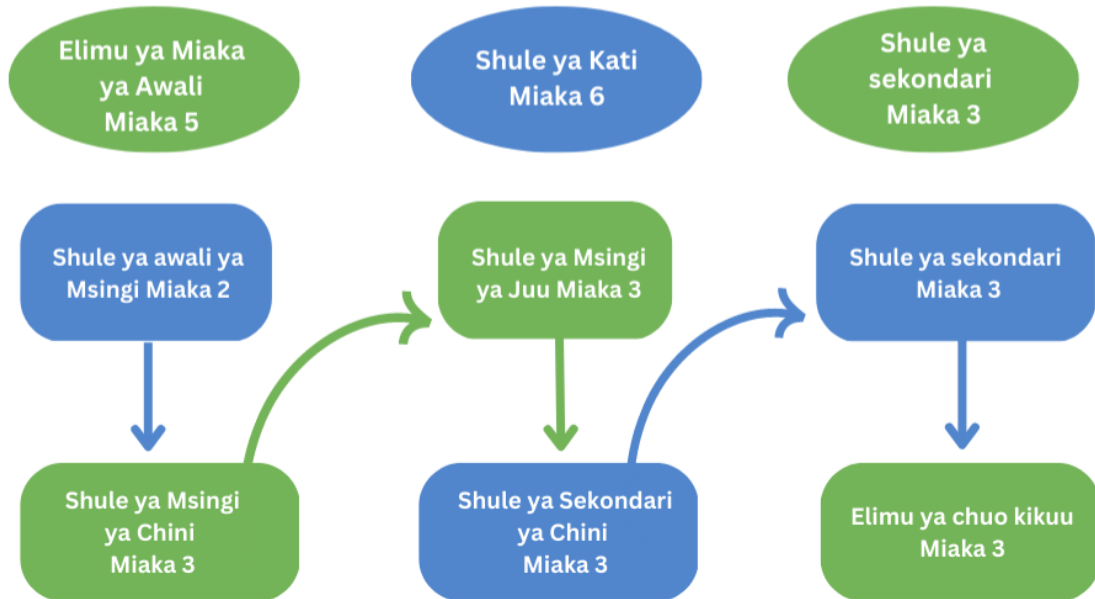 Elimu ya Miaka
ya Awali
Miaka 5
Shule ya Kati
Miaka 6
Shule ya
sekondari
Miaka 3
Shule ya awali ya
Msingi Miaka 2
Shule ya Msingi
ya Chini
Miaka 3
Shule ya Msingi
ya Juu Miaka 3
Shule ya Sekondari
ya Chini
Miaka 3
Shule ya sekondari
Miaka 3
Elimu ya chuo kikuu
Miaka 3